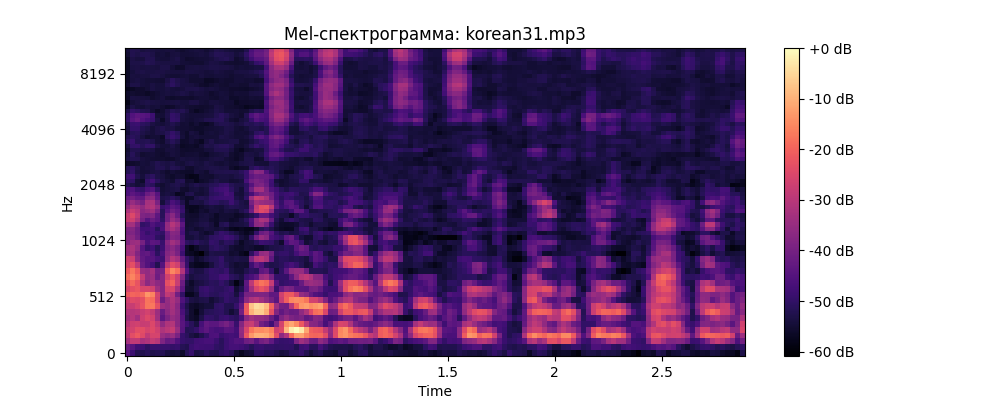 Mel-спектрограмма: korean31.mp3
Hz
8192
4096
2048
1024
512
0
0
0.5
1
1.5
2
2.5
Time
+0 dB
-10 dB
-20 dB
-30 dB
-40 dB
-50 dB
-60 dB